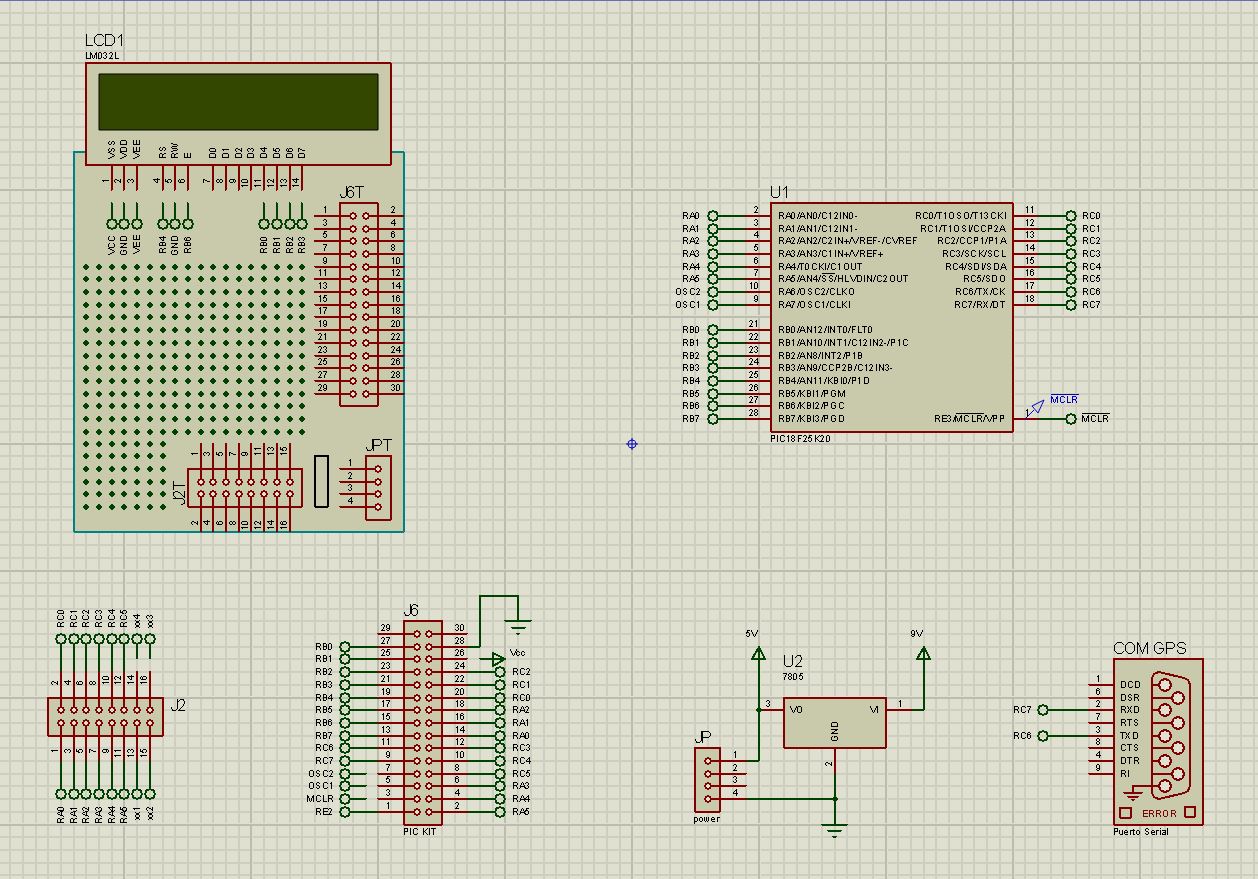 LCD1
LM032L
VSS VDD VEE RS RW E D0 D1 D2 D3 D4 D5 D6 D7
1 2 3 4 5 6 7 8 9 10 11 12 13 14
VCC GND VEE RB4 GND RB6 RB0 RB1 RB2 RB3
J6T
1 2
3 4
5 6
7 8
9 10
11 12
13 14
15 16
17 18
19 20
21 22
23 24
25 26
27 28
29 30
J2T
1 3 5 7 9 11 13 15
2 4 6 8 10 12 14 16
JPT
1
2
3
4
U1
RA0 2 RA0/AN0/C12IN0- RC0/T1OSO/T13CKI 11 RC0
RA1 3 RA1/AN1/C12IN1- RC1/T1OSI/CCP2A 12 RC1
RA2 4 RA2/AN2/C2IN+/VREF-/CVREF RC2/CCP1/P1A 13 RC2
RA3 5 RA3/AN3/C1IN+/VREF+ RC3/SCK/SCL 14 RC3
RA4 6 RA4/T0CKI/C1OUT RC4/SDI/SDA 15 RC4
RA5 7 RA5/AN4/SS/HLVDIN/C2OUT RC5/SDO 16 RC5
OSC2 10 RA6/OSC2/CLKO RC6/TX/CK 17 RC6
OSC1 9 RA7/OSC1/CLKI RC7/RX/DT 18 RC7
RB0 21 RB0/AN12/INT0/FLT0
RB1 22 RB1/AN10/INT1/C12IN2-/P1C
RB2 23 RB2/AN8/INT2/P1B
RB3 24 RB3/AN9/CCP2B/C12IN3-
RB4 25 RB4/AN11/KBI0/P1D
RB5 26 RB5/KBI1/PGM
RB6 27 RB6/KBI2/PGC
RB7 28 RB7/KBI3/PGD RE3/MCLR/VPP 1 MCLR
MCLR
PIC18F25K20
RC0 RC1 RC2 RC3 RC4 RC5 xx4 xx3
2 4 6 8 10 12 14 16
J2
1 3 5 7 9 11 13 15
RA0 RA1 RA2 RA3 RA4 RA5 xx1 xx2
J6
29 30
RB0 27 28
RB1 25 26 Vcc
RB2 23 24 RC2
RB3 21 22 RC1
RB4 19 20 RC0
RB5 17 18 RA2
RB6 15 16 RA1
RB7 13 14 RA0
RC6 11 12 RC3
RC7 9 10 RC4
OSC2 7 8 RC5
OSC1 5 6 RA3
MCLR 3 4 RA4
RE2 1 2 RA5
PIC KIT
5V
9V
U2
7805
3 VO VI 1
GND
2
JP
1
2
3
4
power
COM GPS
1 DCD
6 DSR
RC7 2 RXD
7 RTS
RC6 3 TXD
8 CTS
4 DTR
9 RI
ERROR
Puerto Serial